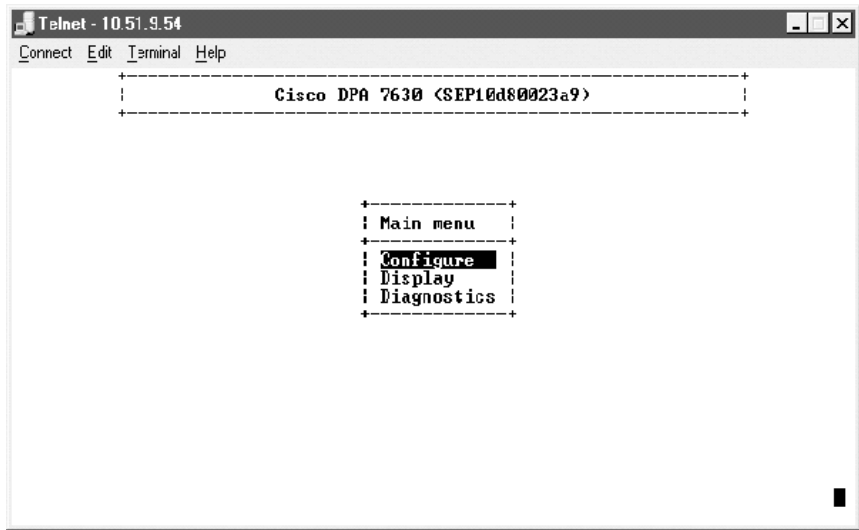 Telnet - 10.51.9.54
Connect Edit Terminal Help
Cisco DPA 7630 (SEP10d80023a9)
Main menu
Configure
Display
Diagnostics